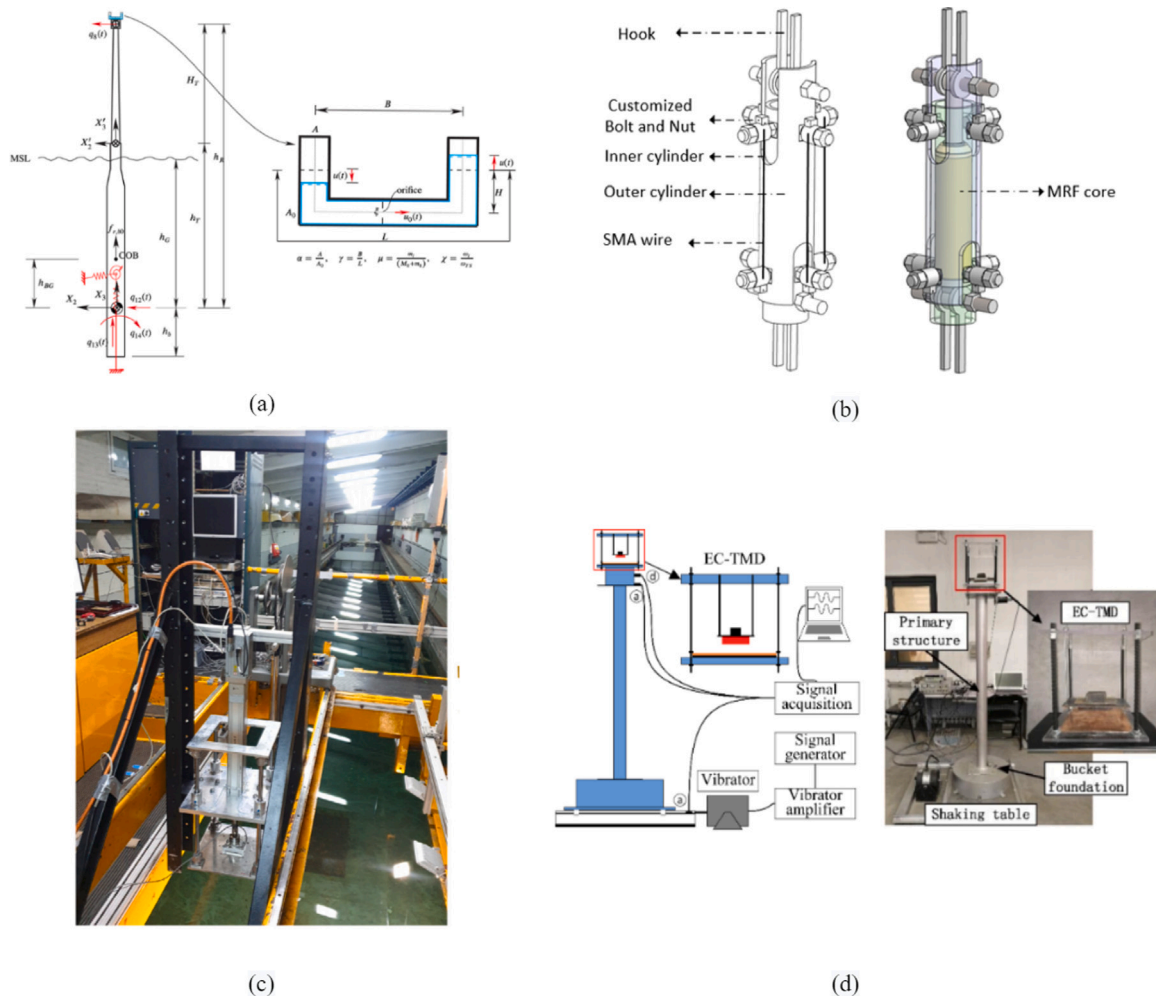 q₈(t)
H_T
B
A
X'₃
X'₂
MSL
h_R
u(t)
u(t)
orifice
H
A₀
ξ
u₀(t)
L
h_T
h_G
COB
h_BG
X₂
X₃
q₁₂(t)
q₁₃(t)
q₁₄(t)
(a)
Hook
Customized
Bolt and Nut
Inner cylinder
Outer cylinder
SMA wire
MRF core
(b)
(c)
EC-TMD
d
a
Signal
acquisition
Signal
generator
Vibrator
Vibrator
amplifier
a
Primary
structure
EC-TMD
Bucket
foundation
Shaking table
(d)